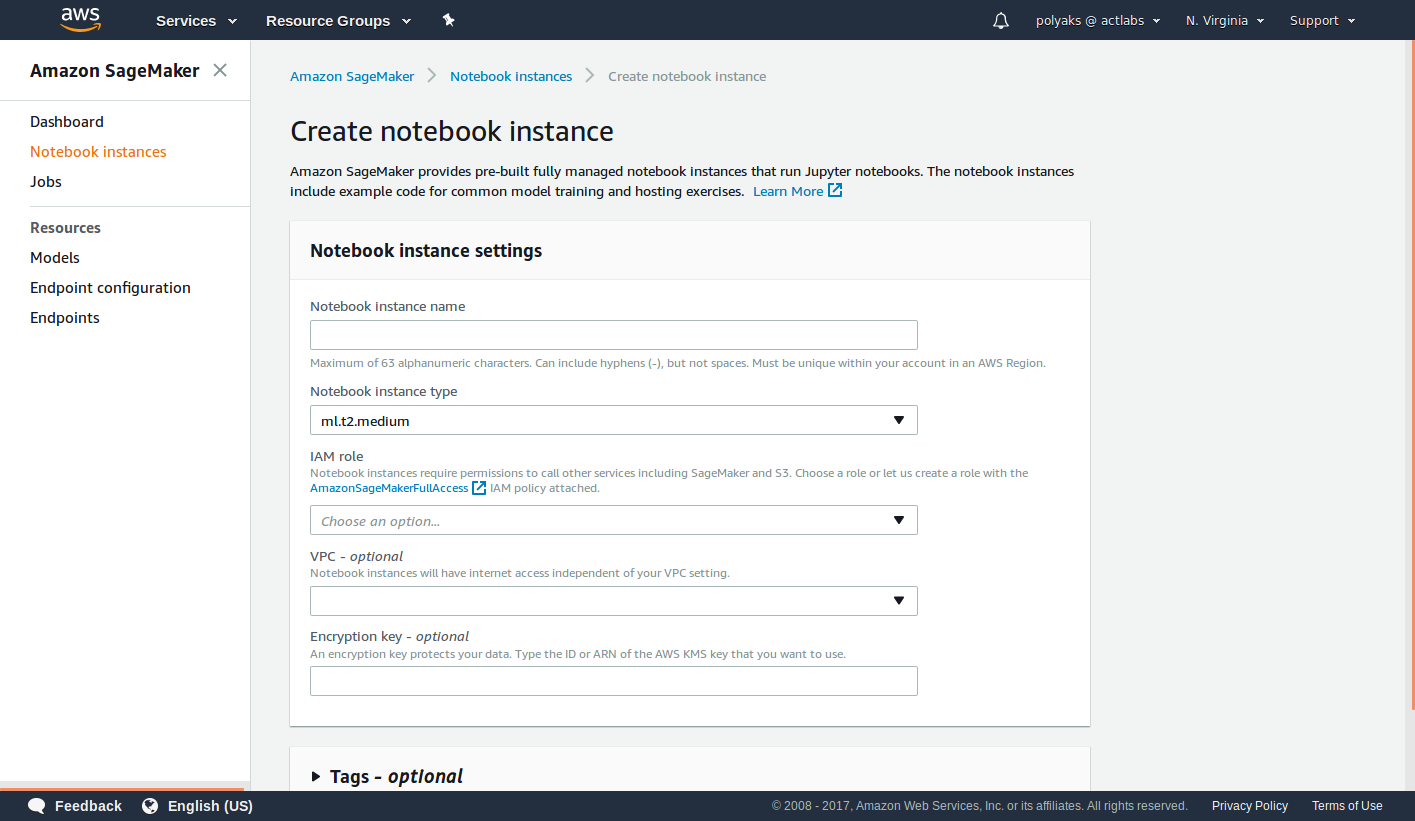 aws
Services
Resource Groups
polyaks @ actlabs
N. Virginia
Support
Amazon SageMaker
Dashboard
Notebook instances
Jobs
Resources
Models
Endpoint configuration
Endpoints
Amazon SageMaker
Notebook instances
Create notebook instance
Create notebook instance
Amazon SageMaker provides pre-built fully managed notebook instances that run Jupyter notebooks. The notebook instances
include example code for common model training and hosting exercises. Learn More
Notebook instance settings
Notebook instance name
Maximum of 63 alphanumeric characters. Can include hyphens (-), but not spaces. Must be unique within your account in an AWS Region.
Notebook instance type
ml.t2.medium
IAM role
Notebook instances require permissions to call other services including SageMaker and S3. Choose a role or let us create a role with the
AmazonSageMakerFullAccess IAM policy attached.
Choose an option...
VPC - optional
Notebook instances will have internet access independent of your VPC setting.
Encryption key - optional
An encryption key protects your data. Type the ID or ARN of the AWS KMS key that you want to use.
Tags - optional
Feedback
English (US)
© 2008 - 2017, Amazon Web Services, Inc. or its affiliates. All rights reserved.
Privacy Policy
Terms of Use